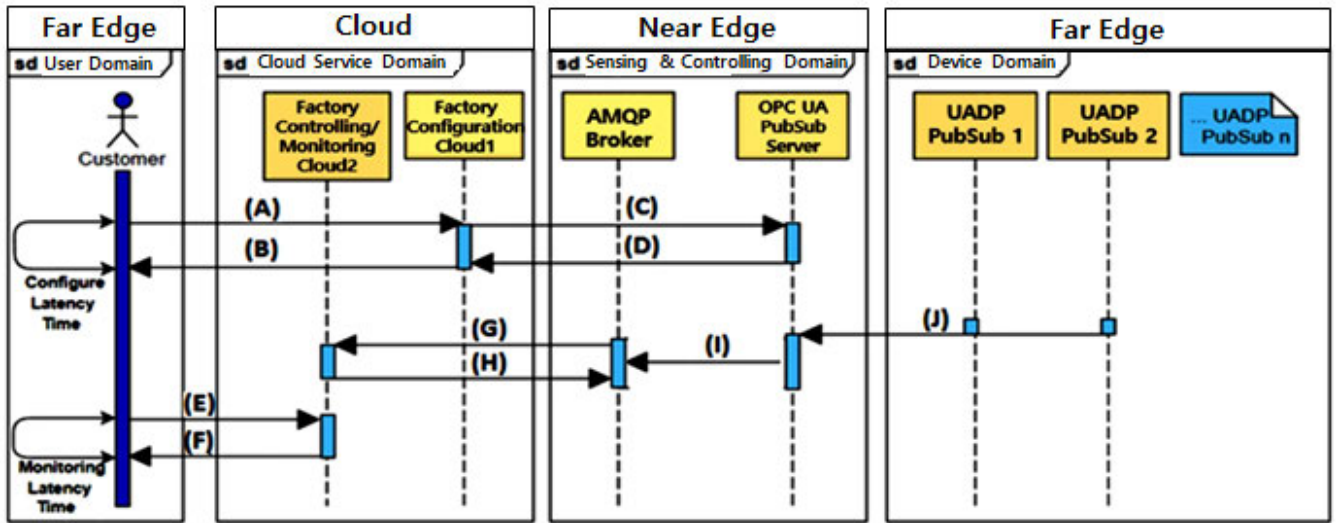 Far Edge
Cloud
Near Edge
Far Edge
sd User Domain
sd Cloud Service Domain
sd Sensing & Controlling Domain
sd Device Domain
Customer
Factory
Controlling/
Monitoring
Cloud2
Factory
Configuration
Cloud1
AMQP
Broker
OPC UA
PubSub
Server
UADP
PubSub 1
UADP
PubSub 2
... UADP
PubSub n
(A)
(C)
(B)
(D)
Configure
Latency
Time
(J)
(G)
(I)
(H)
(E)
(F)
Monitoring
Latency
Time